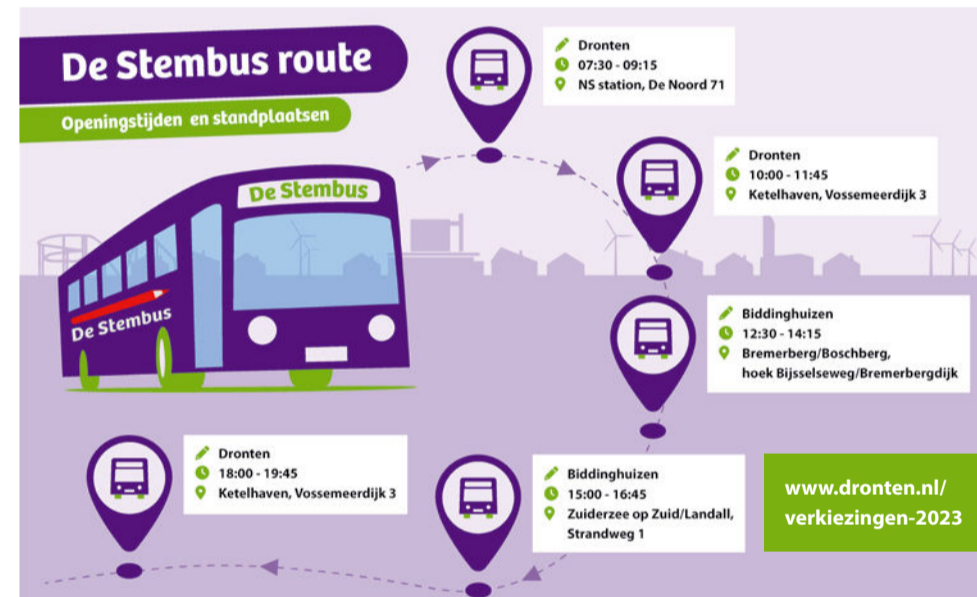 De Stembus route
Openingstijden en standplaatsen
De Stembus
De Stembus
Dronten
07:30 - 09:15
NS station, De Noord 71
Dronten
10:00 - 11:45
Ketelhaven, Vossemeerdijk 3
Biddinghuizen
12:30 - 14:15
Bremerberg/Boschberg,
hoek Bijsselseweg/Bremerbergdijk
Biddinghuizen
15:00 - 16:45
Zuiderzee op Zuid/Landall,
Strandweg 1
Dronten
18:00 - 19:45
Ketelhaven, Vossemeerdijk 3
www.dronten.nl/
verkiezingen-2023